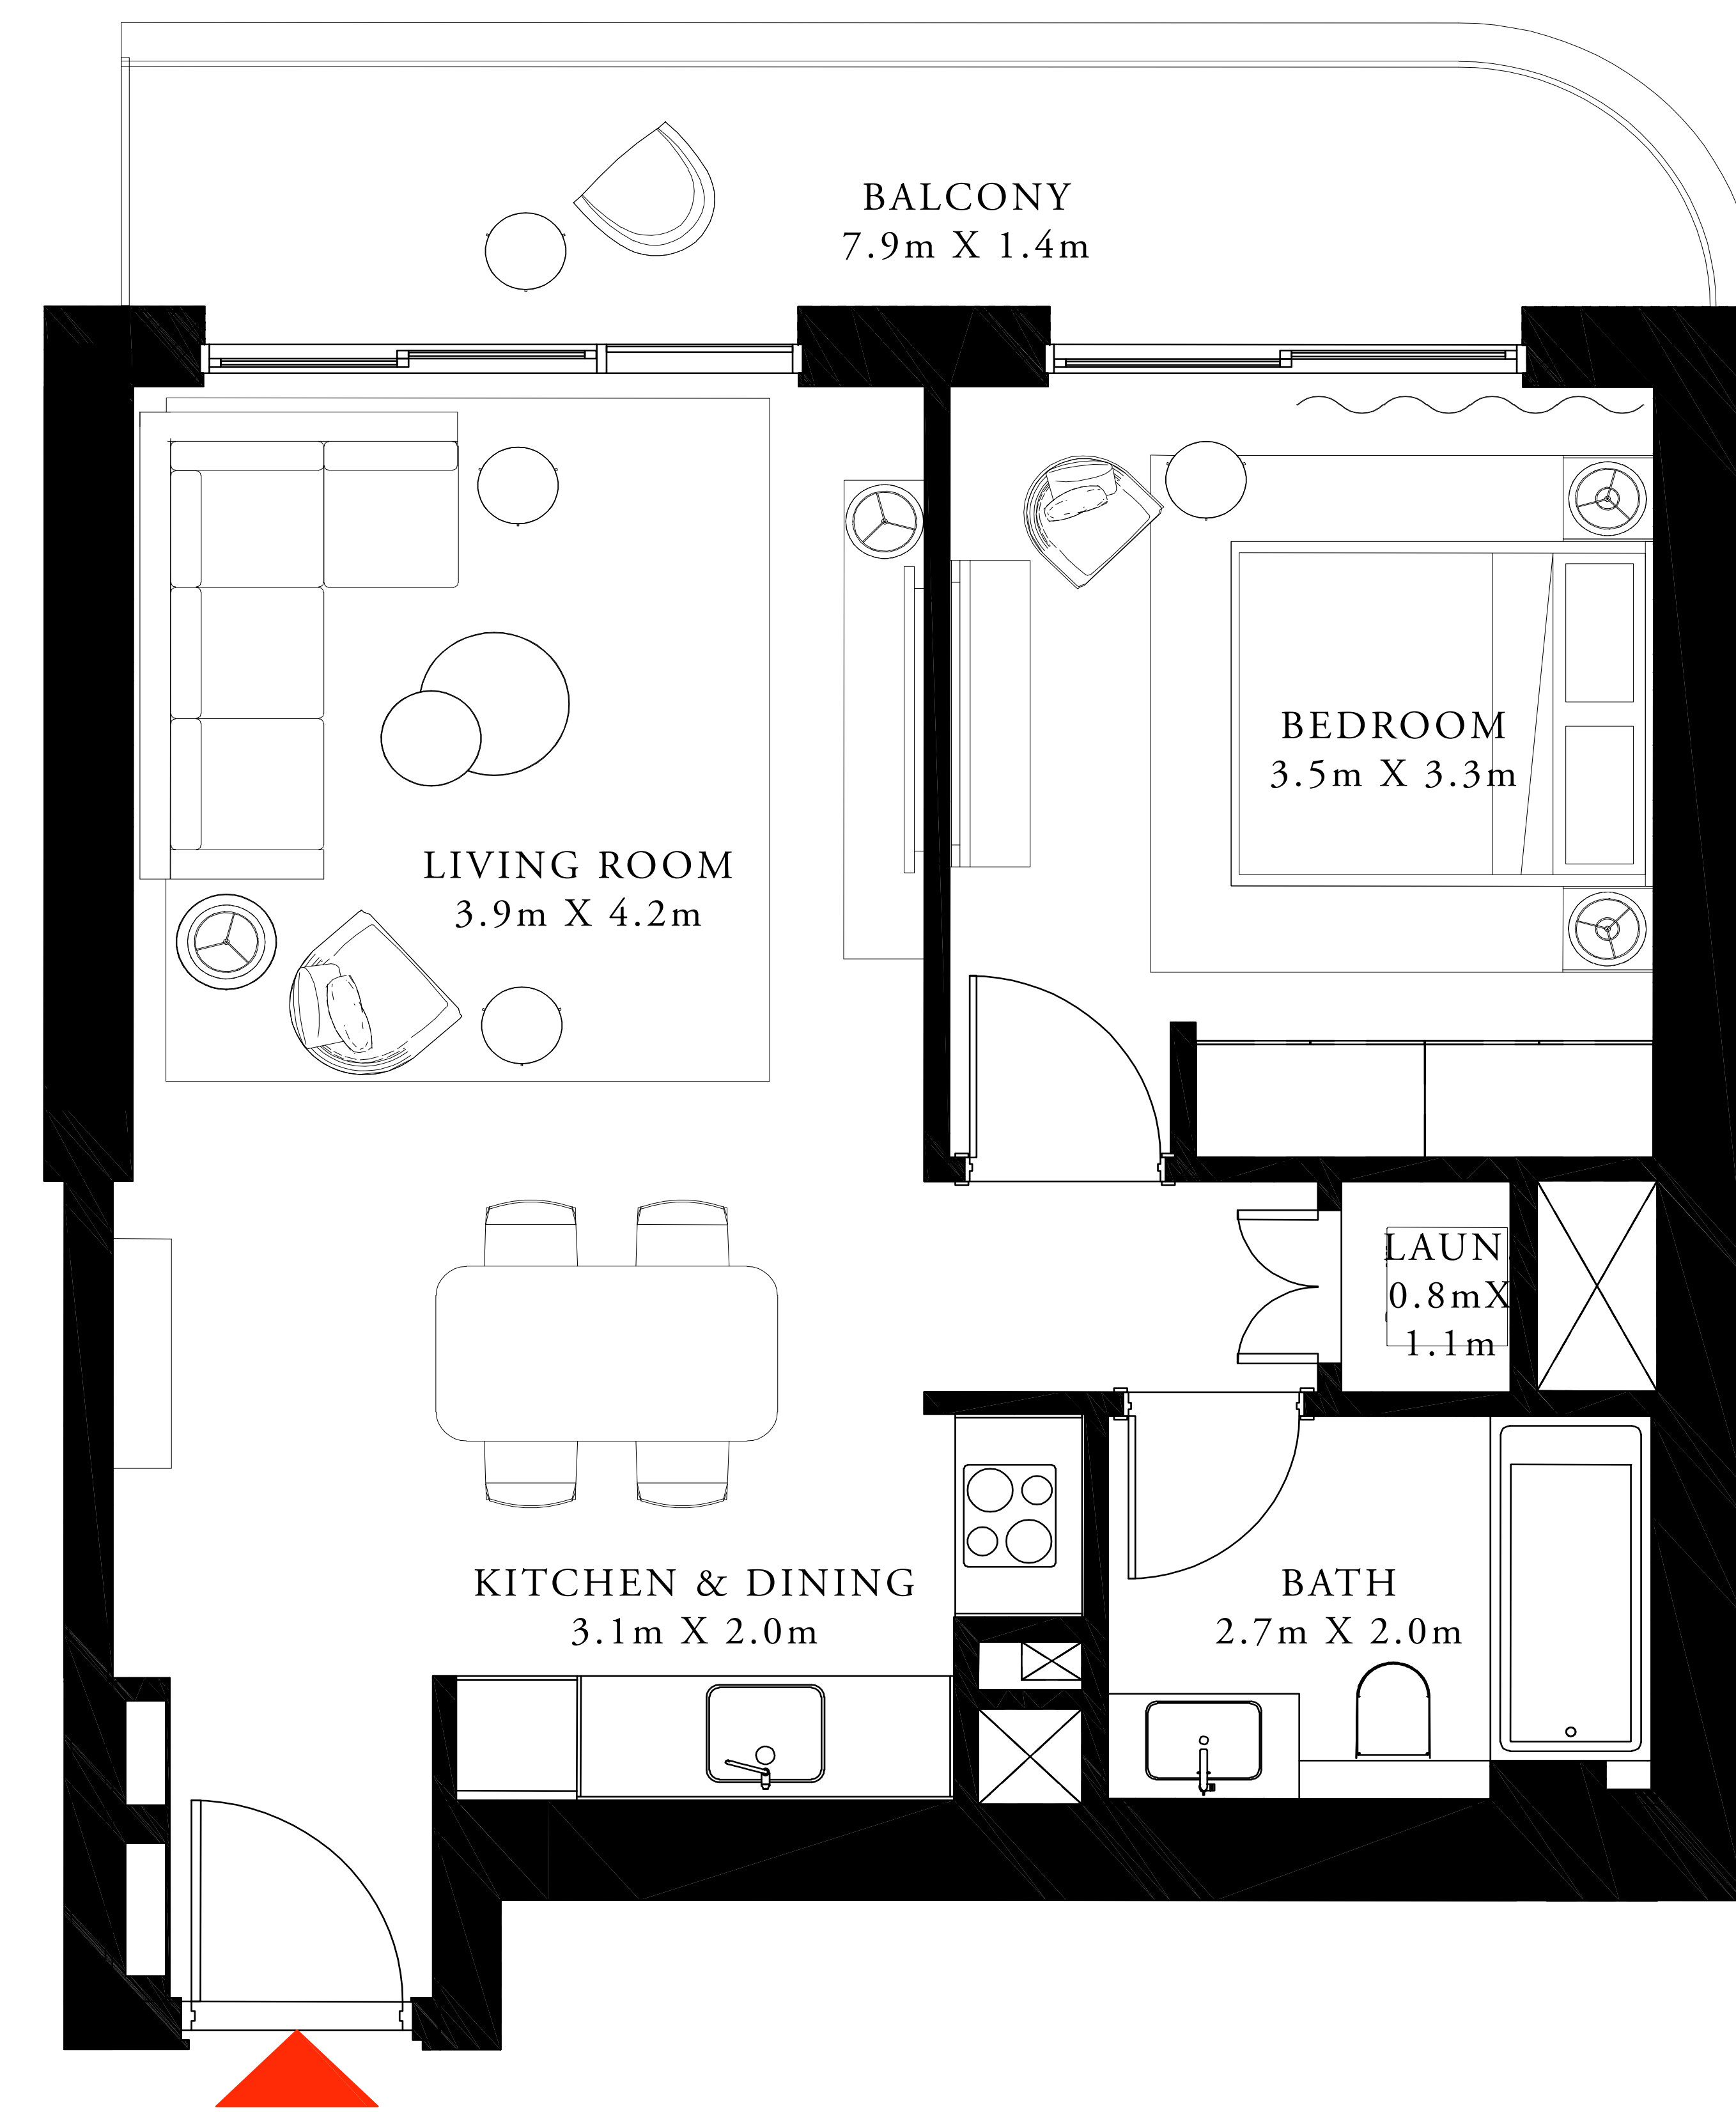 BALCONY
7.9m X 1.4m
BEDROOM
3.5m X 3.3m
LIVING ROOM
3.9m X 4.2m
LAUN
0.8mX
1.1m
KITCHEN & DINING
3.1m X 2.0m
BATH
2.7m X 2.0m